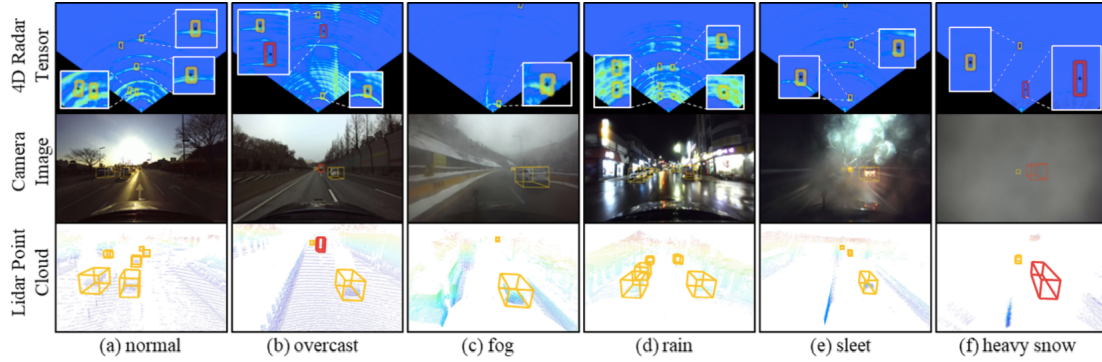 4D Radar
Tensor
Camera
Image
Lidar Point
Cloud
(a) normal
(b) overcast
(c) fog
(d) rain
(e) sleet
(f) heavy snow